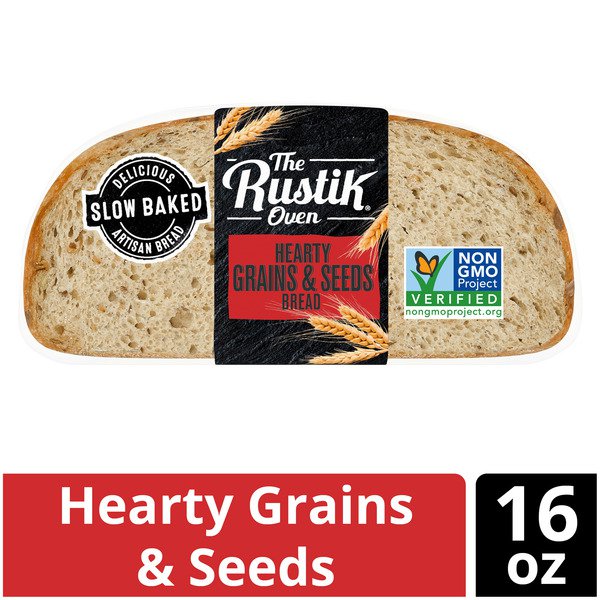 DELICIOUS
SLOW BAKED
ARTISAN BREAD
The
Rustik®
Oven
HEARTY
GRAINS & SEEDS
BREAD
NON
GMO
Project
VERIFIED
nongmoproject.org
Hearty Grains
& Seeds
16
oz